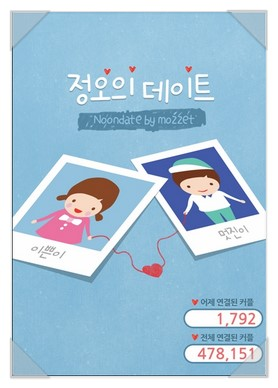 정오의 데이트
Noondate by mozzet
이쁜이
멋진이
어제 연결된 커플
1,792
전체 연결된 커플
478,151